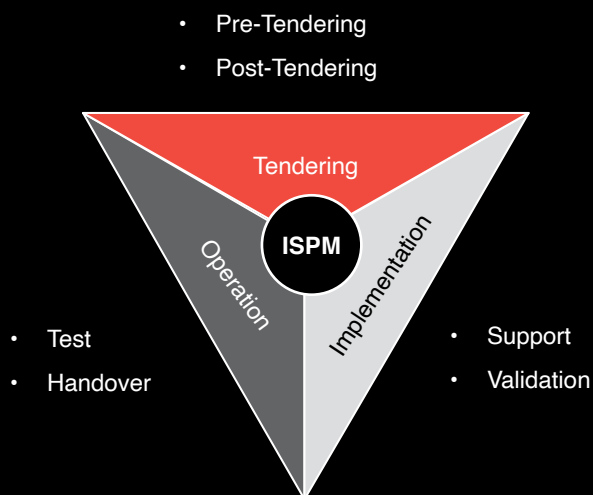 • Pre-Tendering
• Post-Tendering
Tendering
ISPM
Operation
Implementation
• Test
• Handover
• Support
• Validation